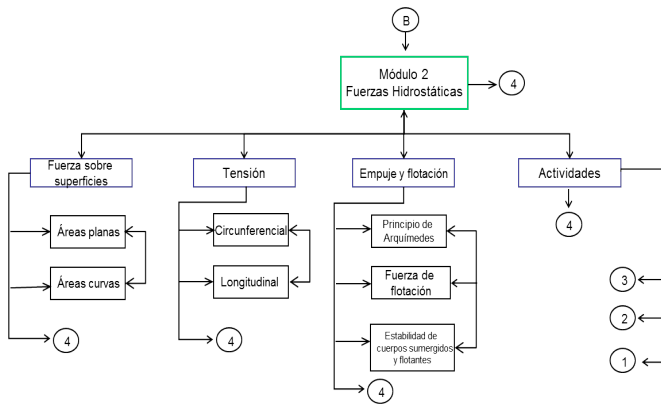 B
Módulo 2
Fuerzas Hidrostáticas
4
Fuerza sobre
superficies
Tensión
Empuje y flotación
Actividades
Áreas planas
Áreas curvas
4
Circunferencial
Longitudinal
4
Principio de
Arquímedes
Fuerza de
flotación
Estabilidad de
cuerpos sumergidos
y flotantes
4
4
3
2
1